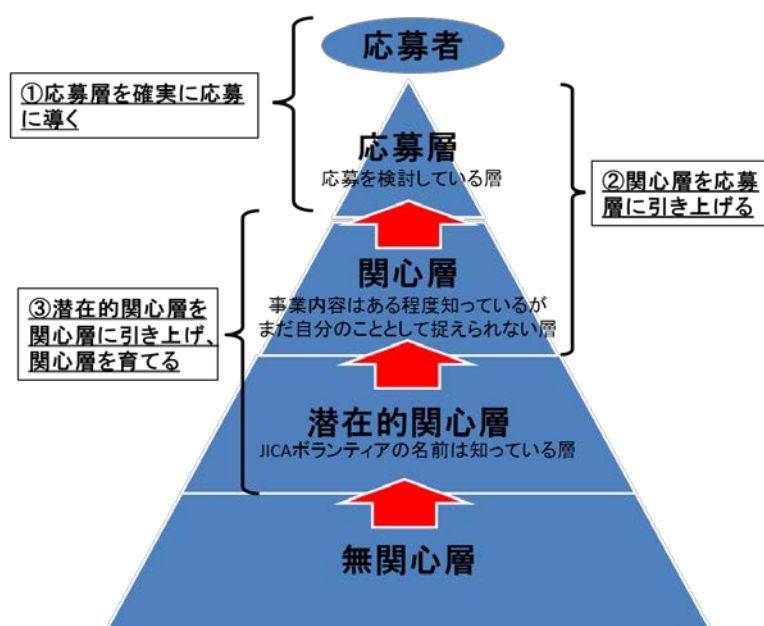 応募者
①応募層を確実に応募
に導く
応募層
応募を検討している層
②関心層を応募
層に引き上げる
関心層
事業内容はある程度知っているが
まだ自分のこととして捉えられない層
③潜在的関心層を
関心層に引き上げ、
関心層を育てる
潜在的関心層
JICAボランティアの名前は知っている層
無関心層